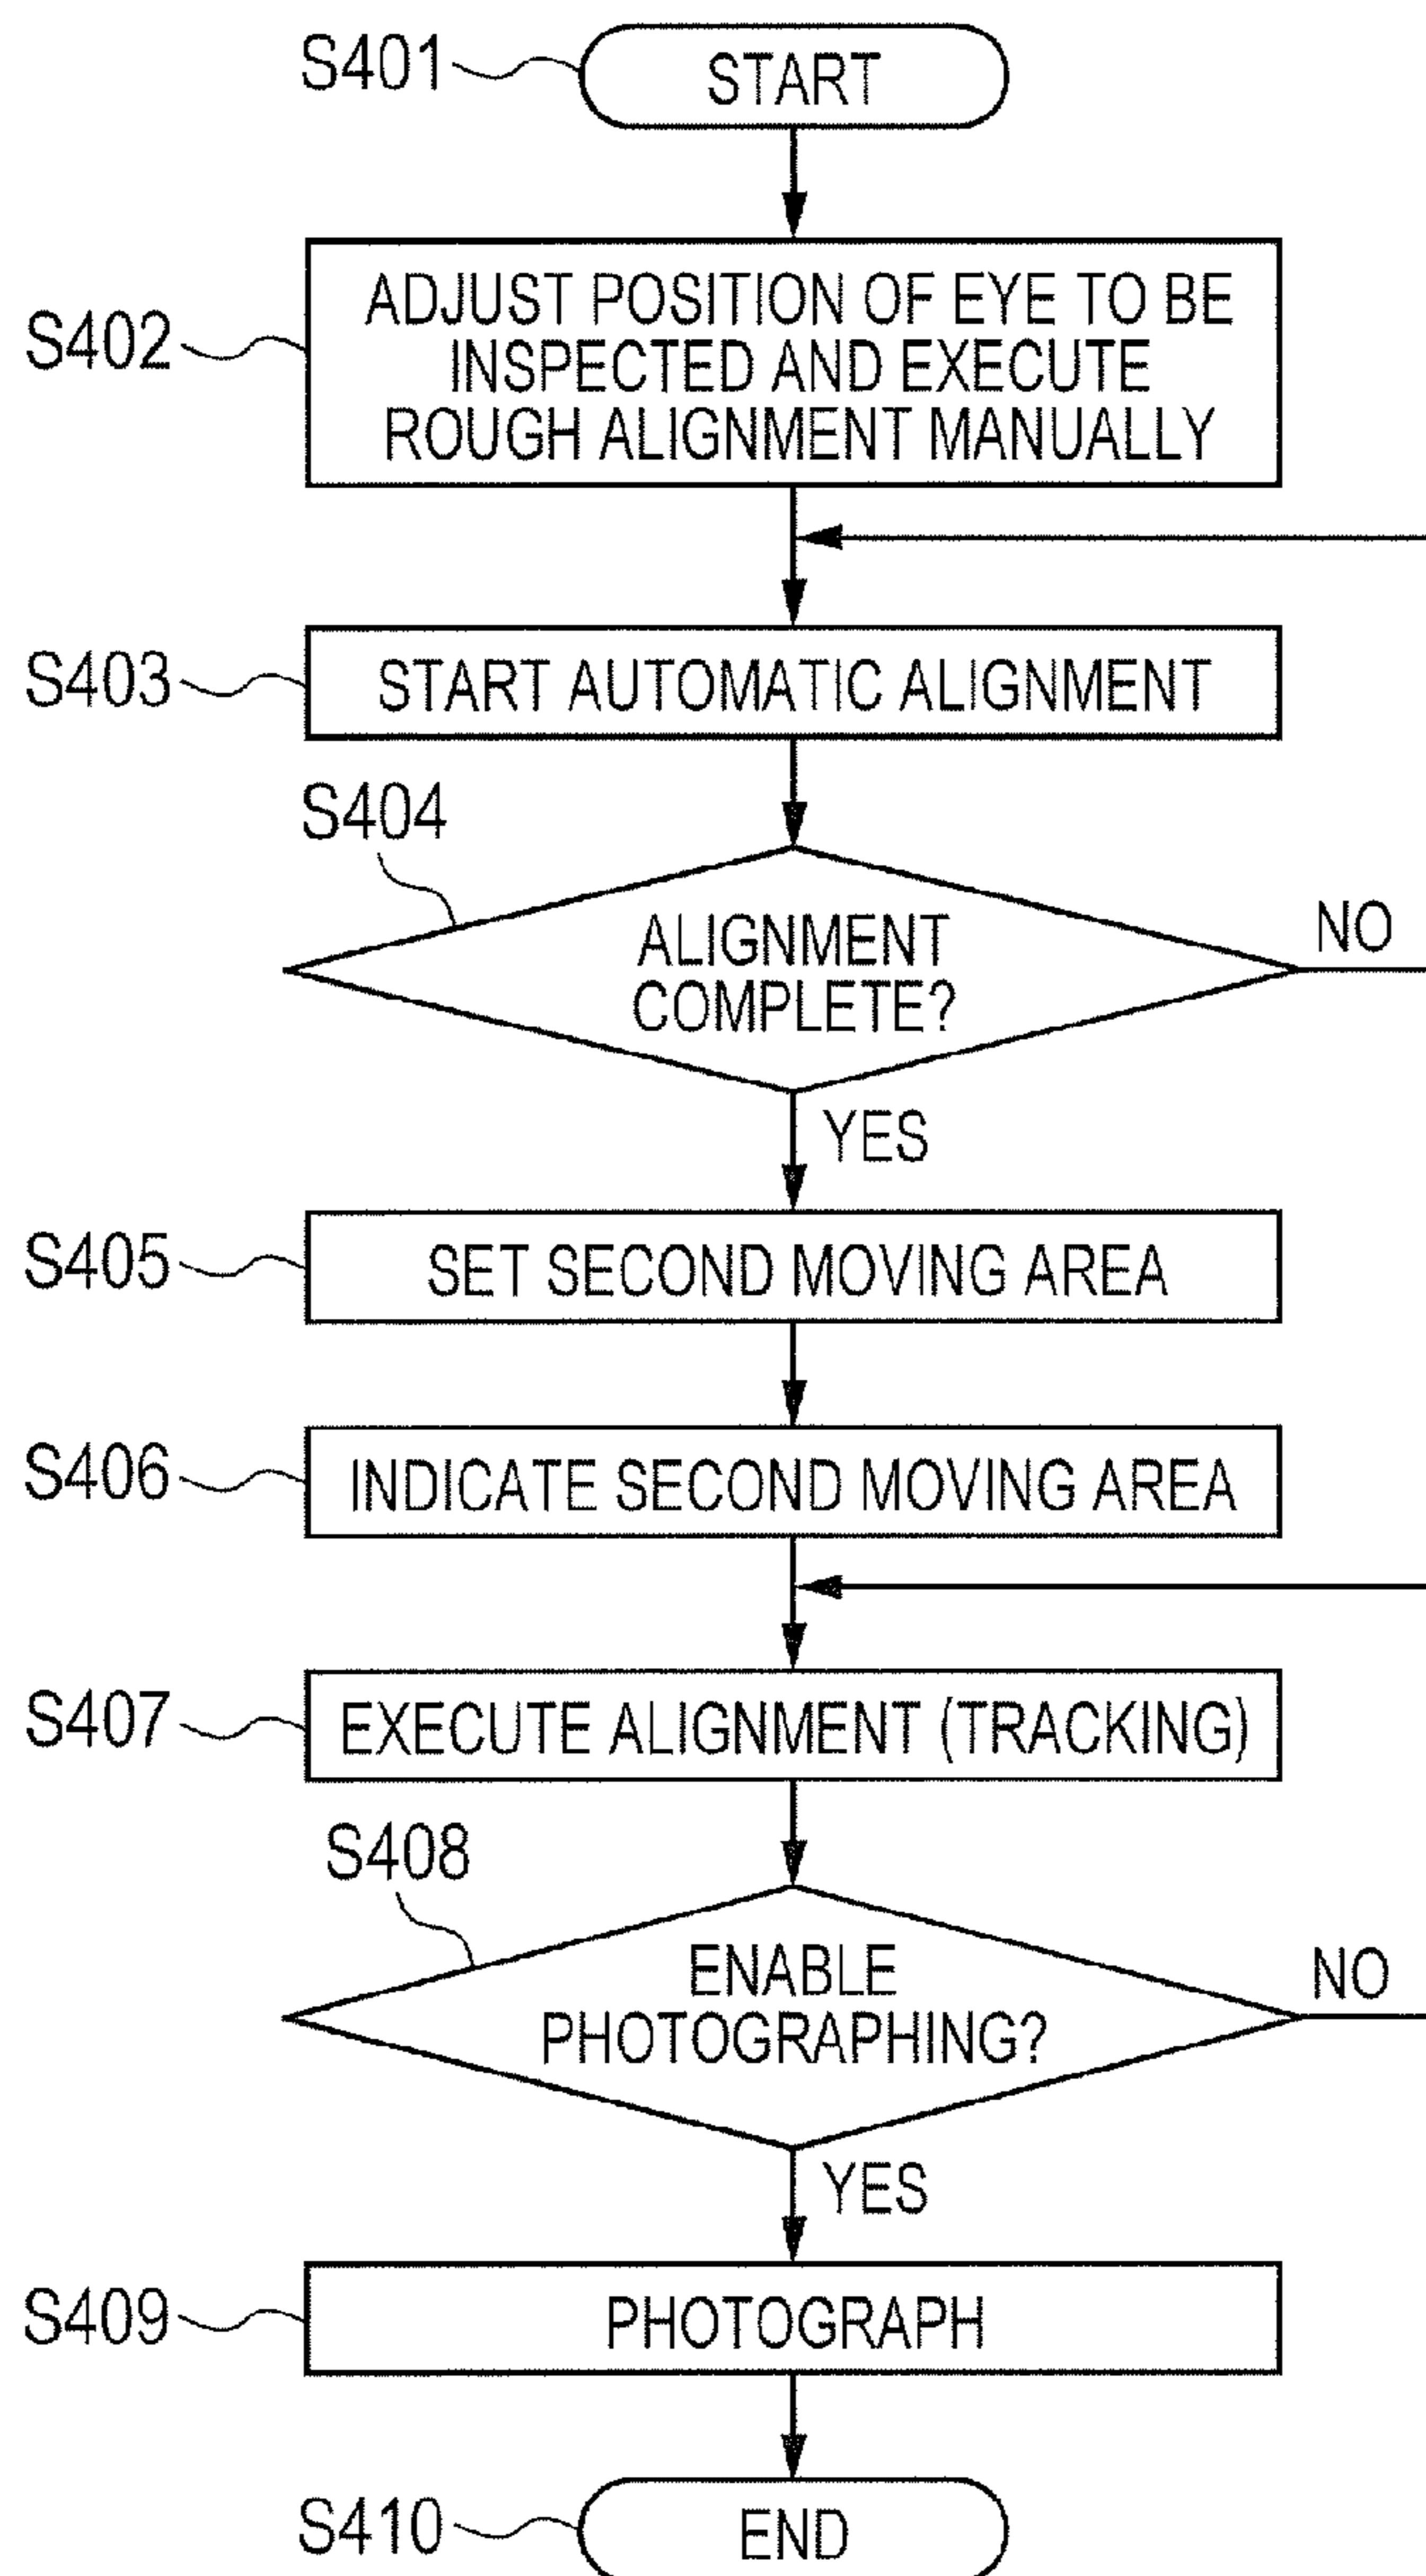 S401
START
S402
ADJUST POSITION OF EYE TO BE
INSPECTED AND EXECUTE
ROUGH ALIGNMENT MANUALLY
S403
START AUTOMATIC ALIGNMENT
S404
ALIGNMENT
COMPLETE?
NO
YES
S405
SET SECOND MOVING AREA
S406
INDICATE SECOND MOVING AREA
S407
EXECUTE ALIGNMENT (TRACKING)
S408
ENABLE
PHOTOGRAPHING?
NO
YES
S409
PHOTOGRAPH
S410
END